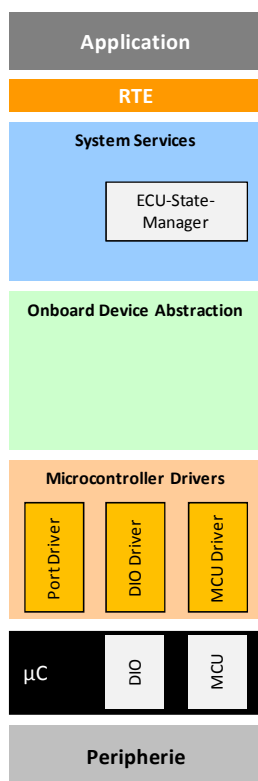 Application
RTE
System Services
ECU-State-
Manager
Onboard Device Abstraction
Microcontroller Drivers
Port Driver
DIO Driver
MCU Driver
µC
DIO
MCU
Peripherie